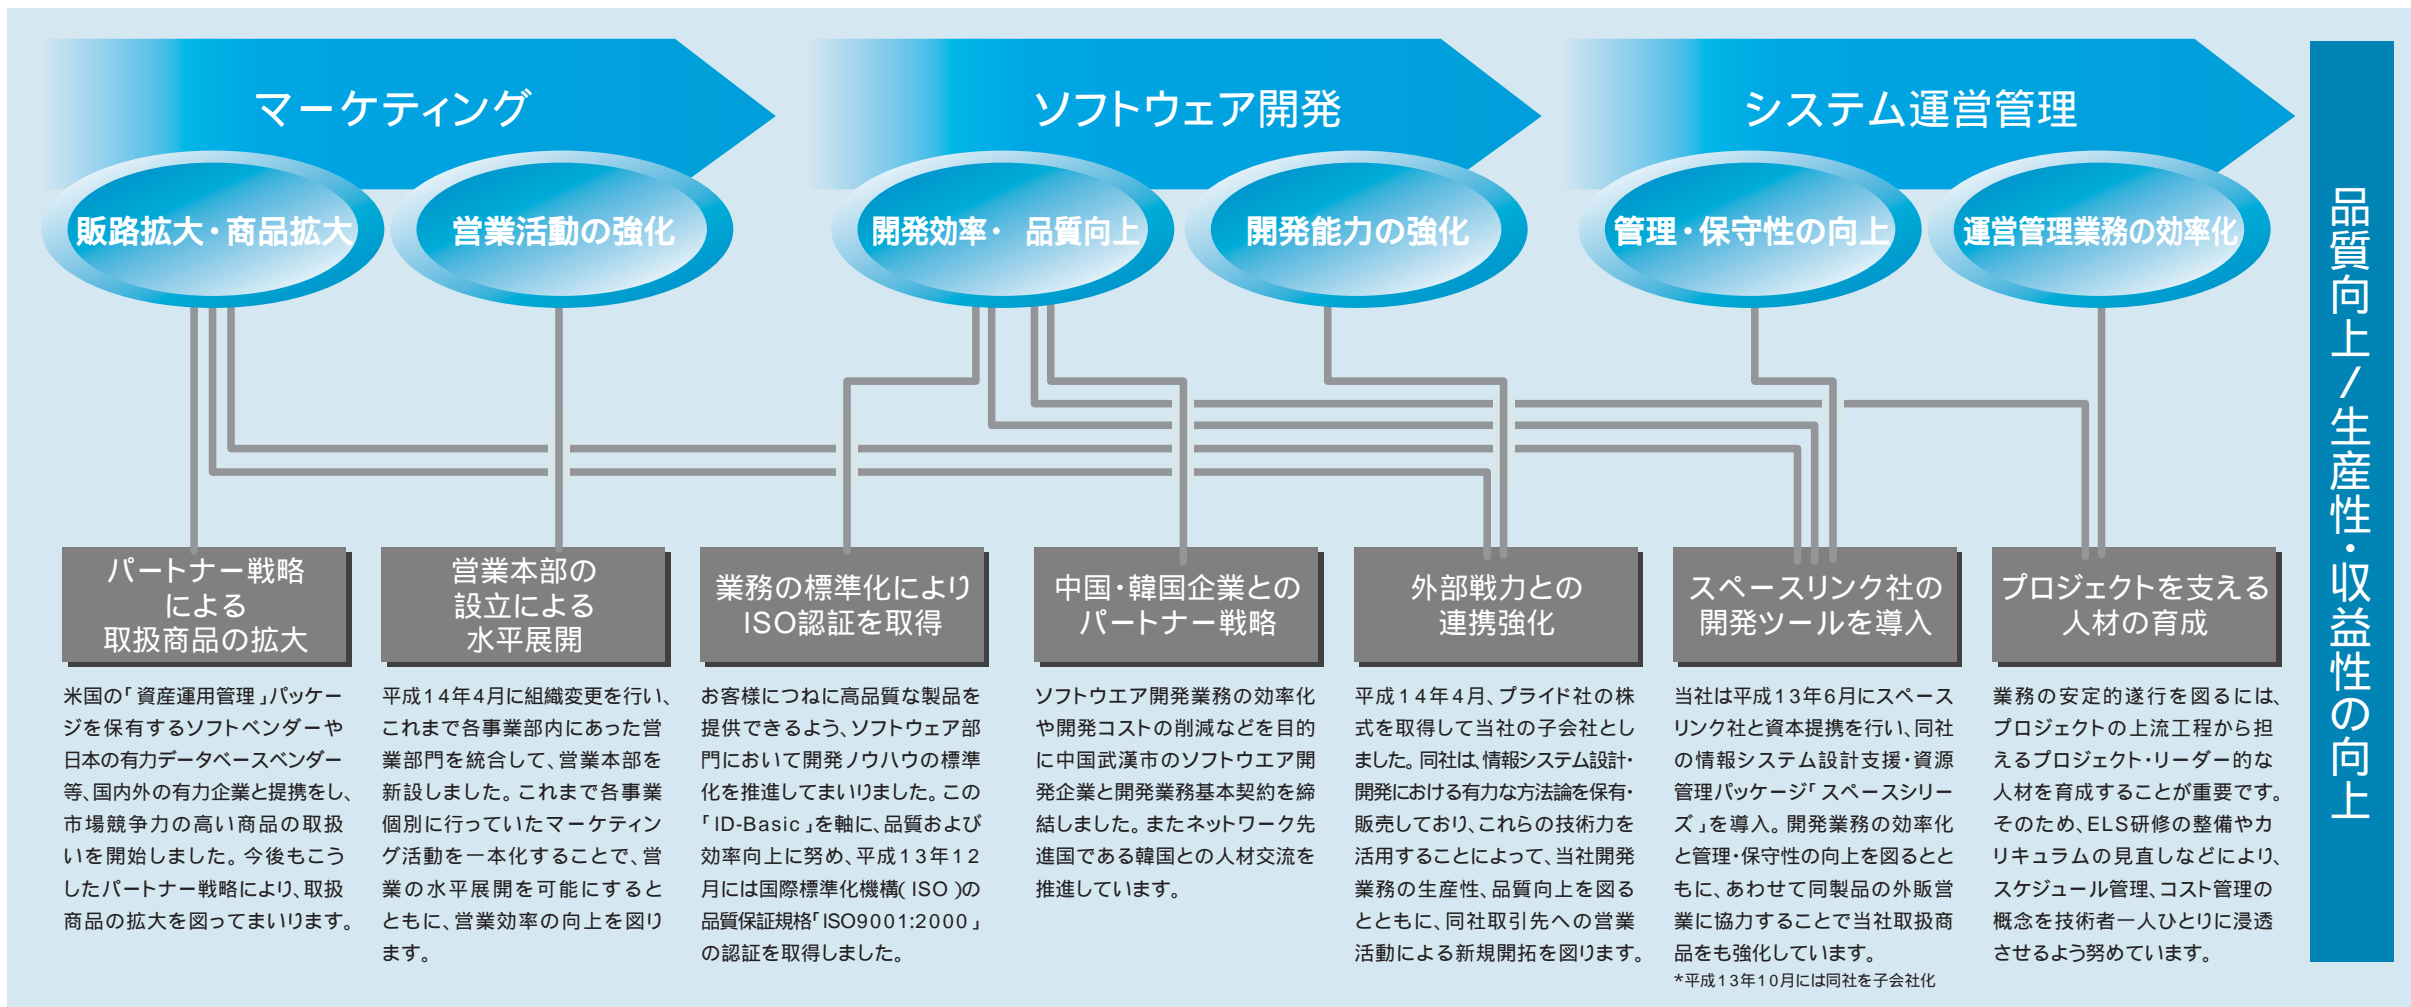 マーケティング
ソフトウェア開発
システム運営管理
販路拡大・商品拡大
営業活動の強化
開発効率・ 品質向上
開発能力の強化
管理・保守性の向上
運営管理業務の効率化
品質向上/生産性・収益性の向上
パートナー戦略
による
取扱商品の拡大
米国の「資産運用管理」パッケー
ジを保有するソフトベンダーや
日本の有力データベースベンダー
等、国内外の有力企業と提携をし、
市場競争力の高い商品の取扱
いを開始しました。今後もこう
したパートナー戦略により、取扱
商品の拡大を図ってまいります。
営業本部の
設立による
水平展開
平成14年4月に組織変更を行い、
これまで各事業部内にあった営
業部門を統合して、営業本部を
新設しました。これまで各事業
個別に行っていたマーケティン
グ活動を一本化することで、営
業の水平展開を可能にすると
ともに、営業効率の向上を図り
ます。
業務の標準化により
ISO認証を取得
お客様につねに高品質な製品を
提供できるよう、ソフトウェア部
門において開発ノウハウの標準
化を推進してまいりました。この
「ID-Basic」を軸に、品質および
効率向上に努め、平成13年12
月には国際標準化機構(ISO)の
品質保証規格「ISO9001:2000」
の認証を取得しました。
中国・韓国企業との
パートナー戦略
ソフトウエア開発業務の効率化
や開発コストの削減などを目的
に中国武漢市のソフトウエア開
発企業と開発業務基本契約を締
結しました。またネットワーク先
進国である韓国との人材交流を
推進しています。
外部戦力との
連携強化
平成14年4月、プライド社の株
式を取得して当社の子会社とし
ました。同社は、情報システム設計・
開発における有力な方法論を保有・
販売しており、これらの技術力を
活用することによって、当社開発
業務の生産性、品質向上を図る
とともに、同社取引先への営業
活動による新規開拓を図ります。
スペースリンク社の
開発ツールを導入
当社は平成13年6月にスペース
リンク社と資本提携を行い、同社
の情報システム設計支援・資源
管理パッケージ「スペースシリー
ズ」を導入。開発業務の効率化
と管理・保守性の向上を図るとと
もに、あわせて同製品の外販営
業に協力することで当社取扱商
品をも強化しています。
*平成13年10月には同社を子会社化
プロジェクトを支える
人材の育成
業務の安定的遂行を図るには、
プロジェクトの上流工程から担
えるプロジェクト・リーダー的な
人材を育成することが重要です。
そのため、ELS研修の整備やカ
リキュラムの見直しなどにより、
スケジュール管理、コスト管理の
概念を技術者一人ひとりに浸透
させるよう努めています。